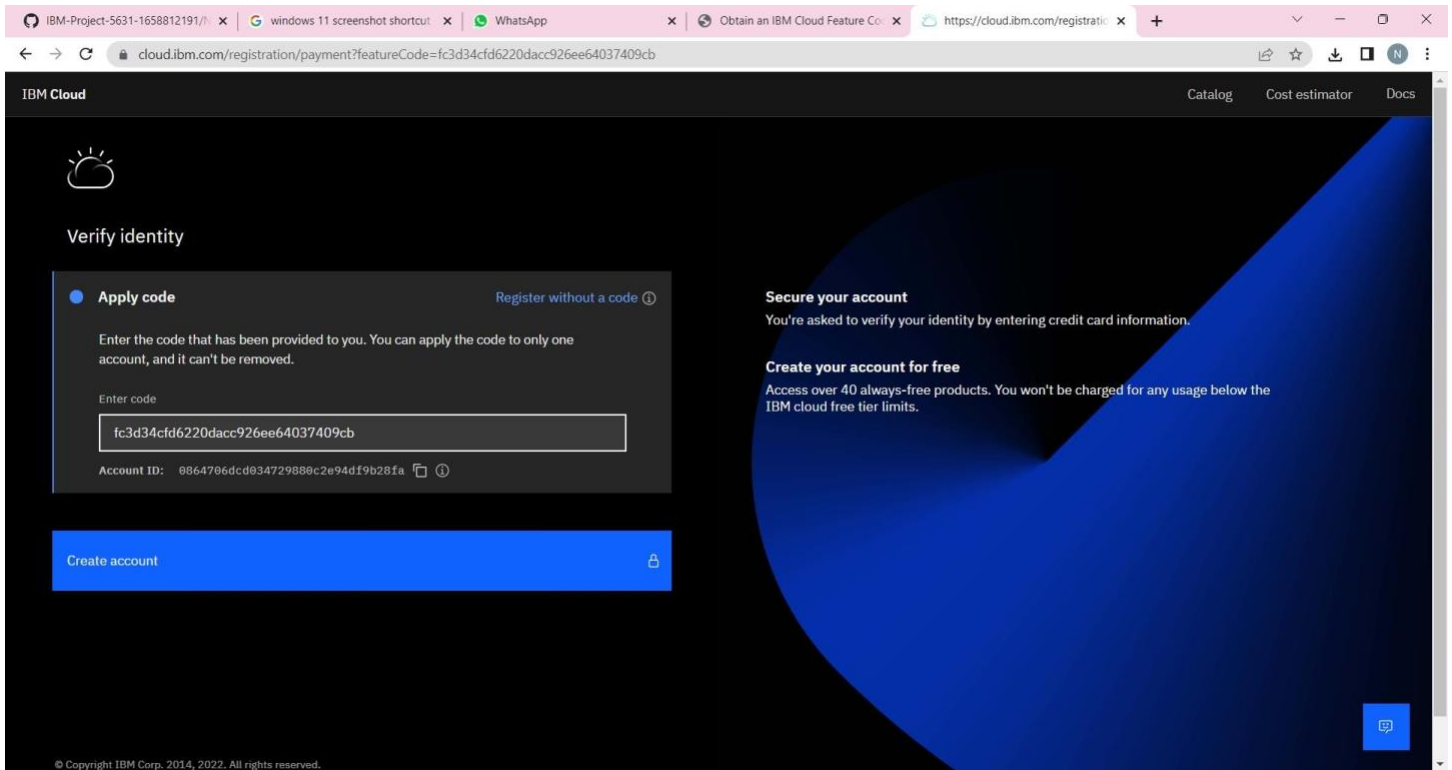 IBM-Project-5631-1658812191/N
windows 11 screenshot shortcut
WhatsApp
Obtain an IBM Cloud Feature Co
https://cloud.ibm.com/registratic
cloud.ibm.com/registration/payment?featureCode=fc3d34cfd6220dacc926ee64037409cb
N
IBM Cloud
Catalog
Cost estimator
Docs
Verify identity
Apply code
Register without a code
Enter the code that has been provided to you. You can apply the code to only one
account, and it can't be removed.
Enter code
fc3d34cfd6220dacc926ee64037409cb
Account ID: 0864706dcd034729880c2e94df9b28fa
Create account
Secure your account
You're asked to verify your identity by entering credit card information.
Create your account for free
Access over 40 always-free products. You won't be charged for any usage below the
IBM cloud free tier limits.
© Copyright IBM Corp. 2014, 2022. All rights reserved.